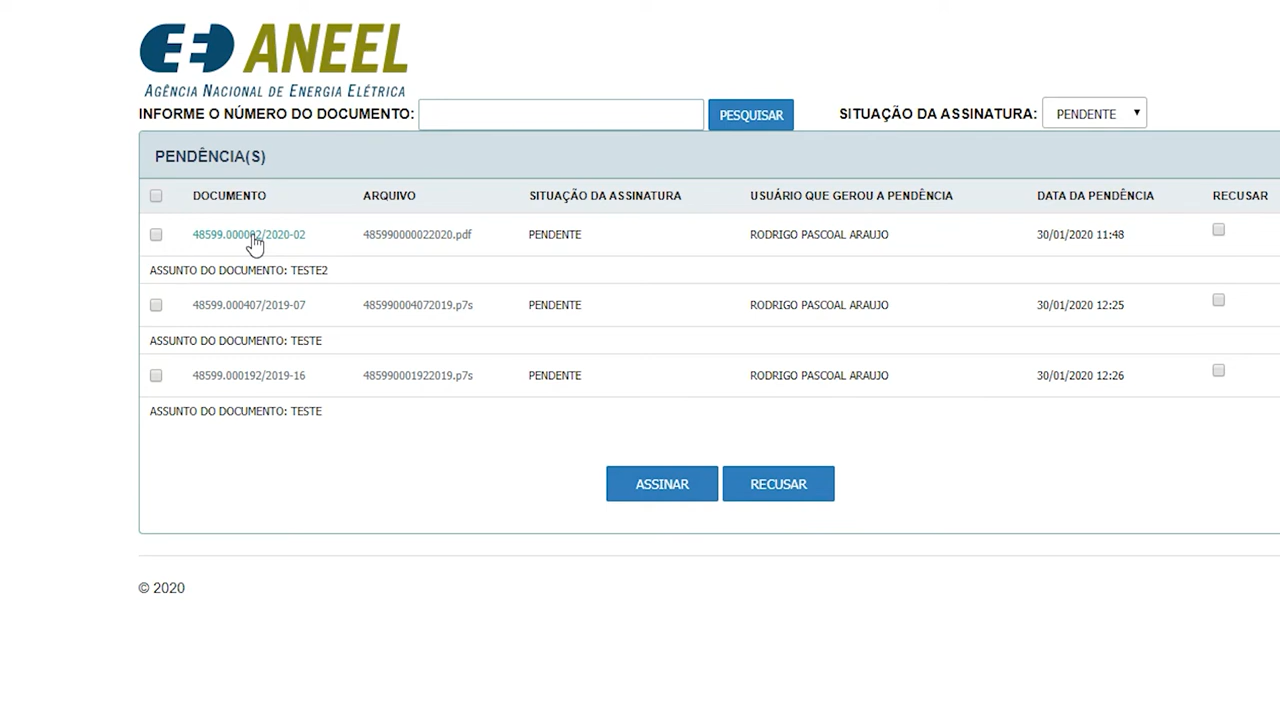 ANEEL
AGÊNCIA NACIONAL DE ENERGIA ELÉTRICA
INFORME O NÚMERO DO DOCUMENTO: PESQUISAR SITUAÇÃO DA ASSINATURA: PENDENTE
PENDÊNCIA(S)
DOCUMENTO ARQUIVO SITUAÇÃO DA ASSINATURA USUÁRIO QUE GEROU A PENDÊNCIA DATA DA PENDÊNCIA RECUSAR
48599.000002/2020-02 485990000022020.pdf PENDENTE RODRIGO PASCOAL ARAUJO 30/01/2020 11:48
ASSUNTO DO DOCUMENTO: TESTE2
48599.000407/2019-07 485990004072019.p7s PENDENTE RODRIGO PASCOAL ARAUJO 30/01/2020 12:25
ASSUNTO DO DOCUMENTO: TESTE
48599.000192/2019-16 485990001922019.p7s PENDENTE RODRIGO PASCOAL ARAUJO 30/01/2020 12:26
ASSUNTO DO DOCUMENTO: TESTE
ASSINAR RECUSAR
© 2020